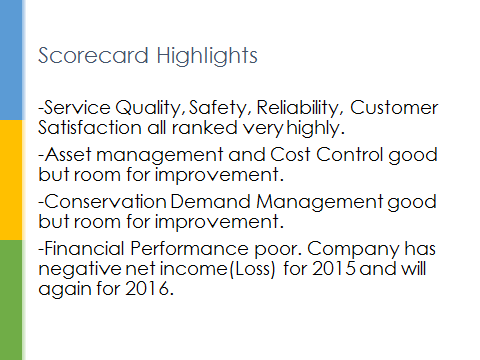 Scorecard Highlights
-Service Quality, Safety, Reliability, Customer
Satisfaction all ranked very highly.
-Asset management and Cost Control good
but room for improvement.
-Conservation Demand Management good
but room for improvement.
-Financial Performance poor. Company has
negative net income(Loss) for 2015 and will
again for 2016.